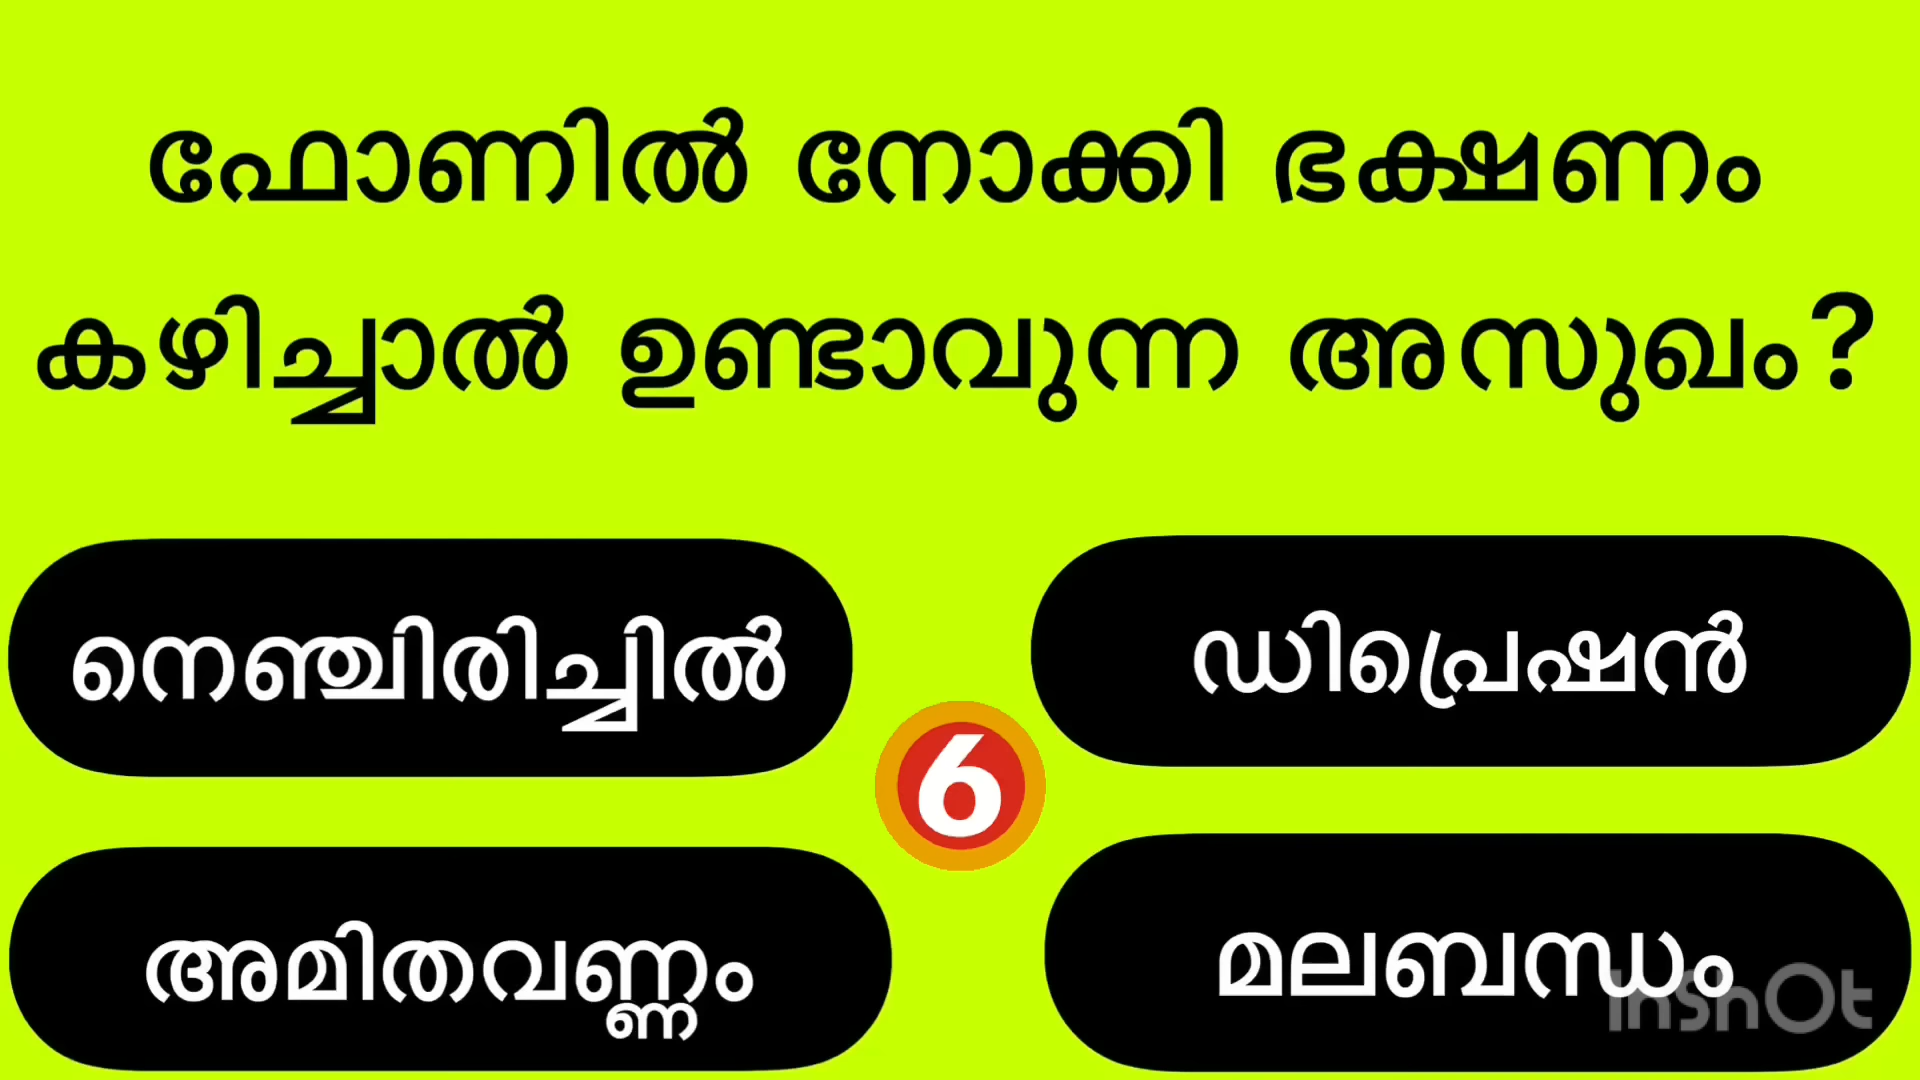 ഫോണിൽ നോക്കി ഭക്ഷണം
കഴിച്ചാൽ ഉണ്ടാവുന്ന അസുഖം?
നെഞ്ചിരിച്ചിൽ
ഡിപ്രെഷൻ
6
അമിതവണ്ണം
മലബന്ധം
InShOt